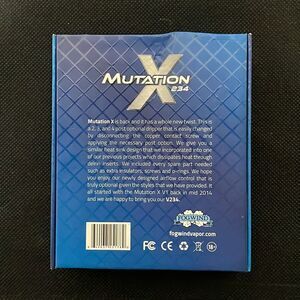 MUTATION
X
234
Mutation X is back and it has a whole new twist. This is
a 2, 3, and 4 post optional dripper that is easily changed
by disconnecting the copper contact screw and
applying the necessary post option. We give you a
similar heat sink design that we incorporated into one
of our previous projects which dissipates heat through
delrin inserts. We included every spare part needed
such as extra insulators, screws and o-rings. We hope
you enjoy our newly designed airflow control that is
truly optional given the styles that we have provided. It
all started with the Mutation X V1 back in mid 2014
and we are happy to bring you our V234.
FOGWIND
fogwindvapor.com
FC CE 18+